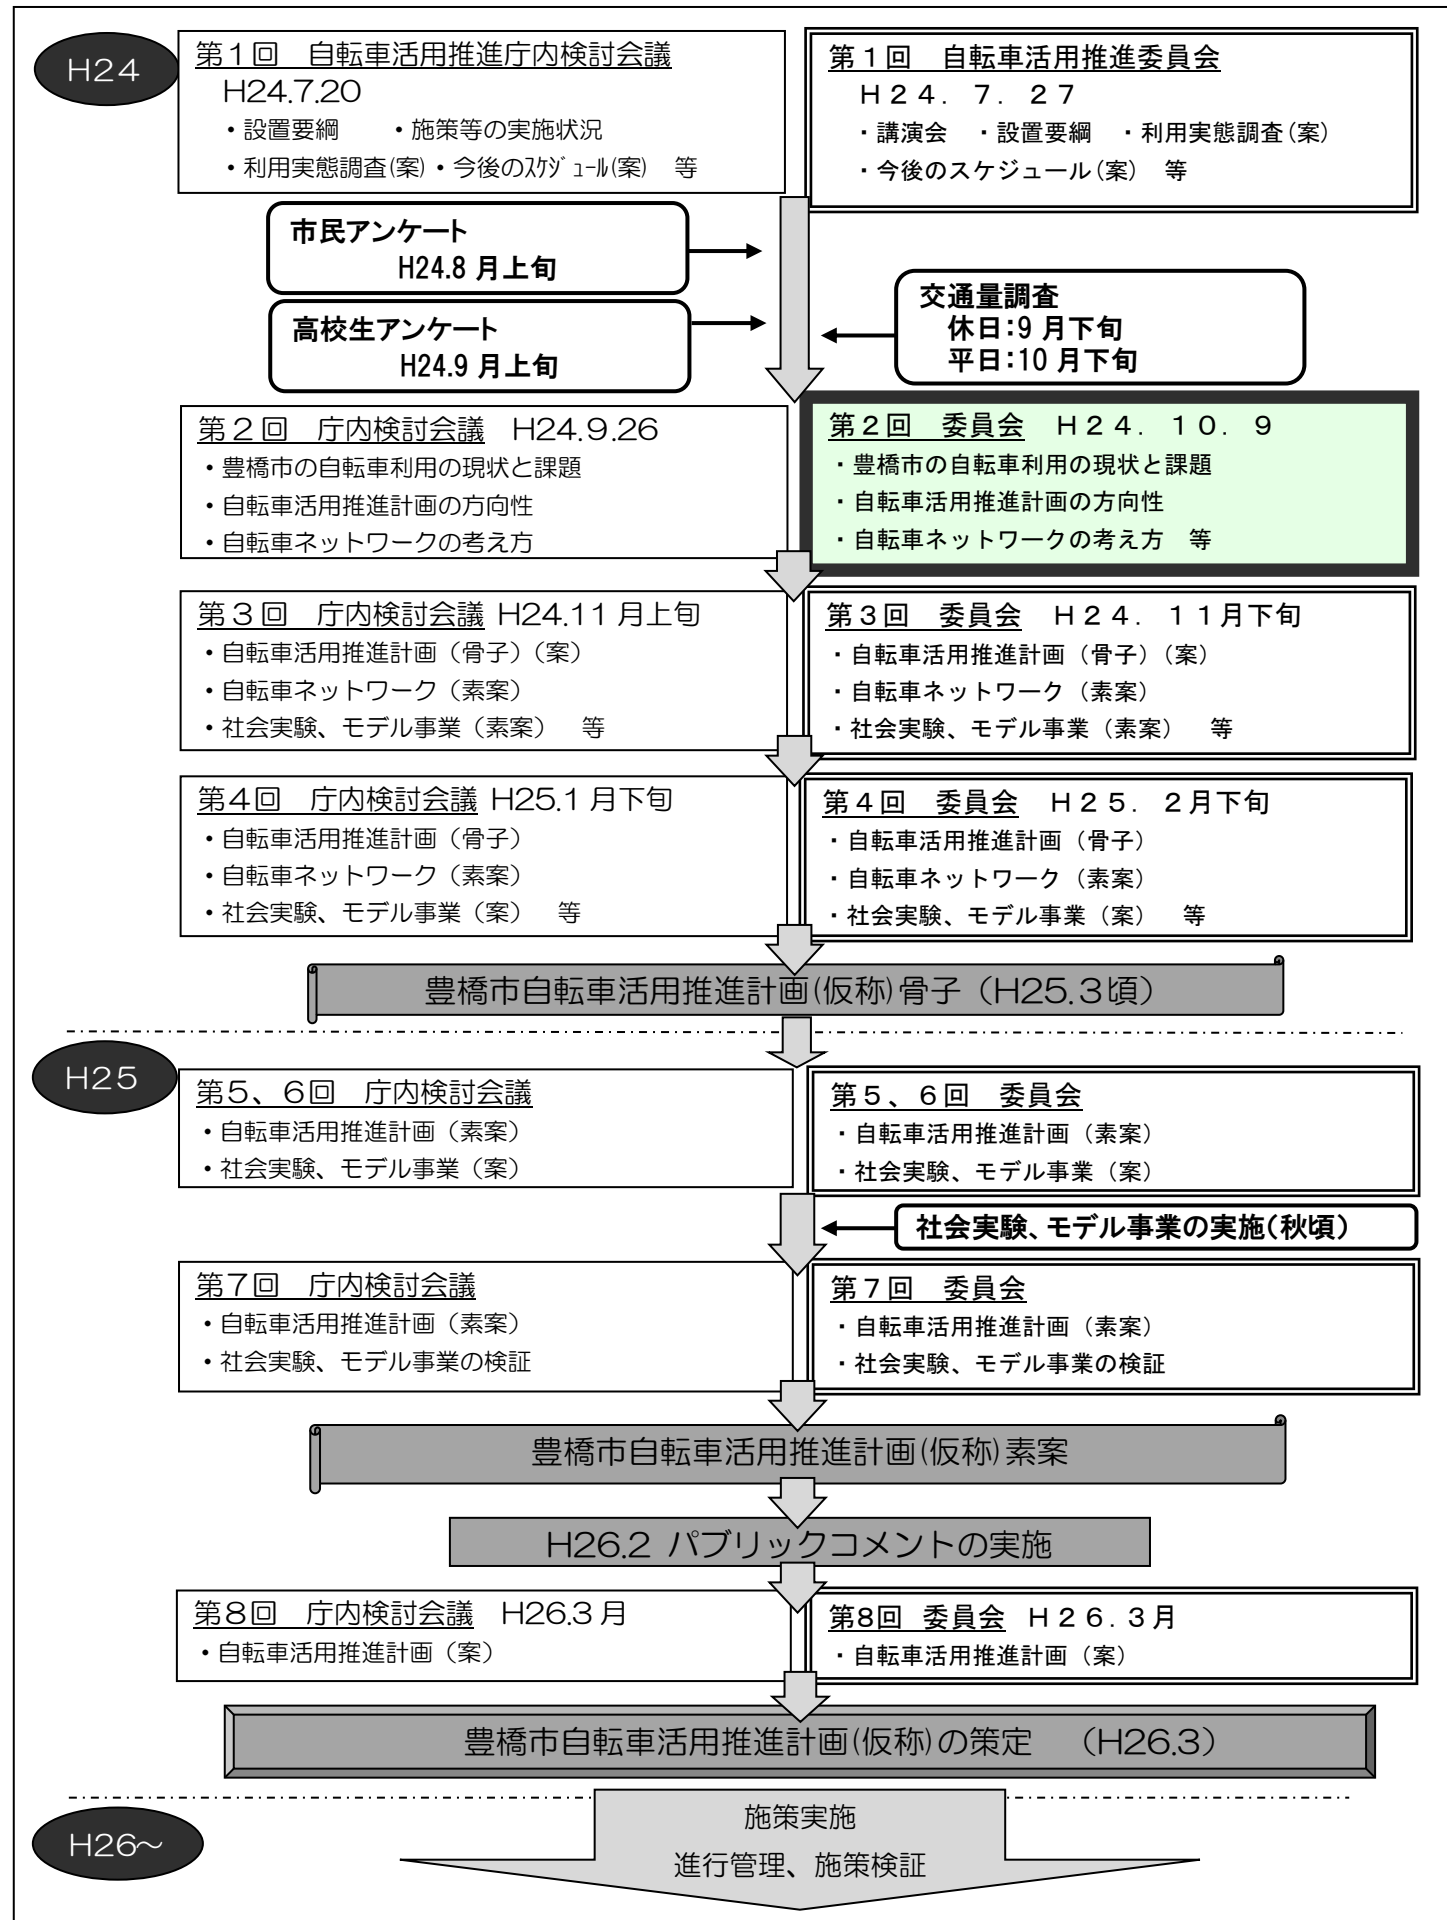 H24
第1回　自転車活用推進庁内検討会議
H24.7.20
・設置要綱　　・施策等の実施状況
・利用実態調査(案)・今後のｽｹｼﾞｭｰﾙ(案)　等
第１回　自転車活用推進委員会
Ｈ２４．７．２７
・講演会　・設置要綱　・利用実態調査(案)
・今後のスケジュール(案)　等
市民アンケート
H24.8 月上旬
高校生アンケート
H24.9 月上旬
交通量調査
休日：9 月下旬
平日：10 月下旬
第２回　庁内検討会議　H24.9.26
・豊橋市の自転車利用の現状と課題
・自転車活用推進計画の方向性
・自転車ネットワークの考え方
第２回　委員会　Ｈ２４．１０．９
・豊橋市の自転車利用の現状と課題
・自転車活用推進計画の方向性
・自転車ネットワークの考え方　等
第３回　庁内検討会議 H24.11 月上旬
・自転車活用推進計画（骨子）（案）
・自転車ネットワーク（素案）
・社会実験、モデル事業（素案）　等
第３回　委員会　Ｈ２４．１１月下旬
・自転車活用推進計画（骨子）（案）
・自転車ネットワーク（素案）
・社会実験、モデル事業（素案）　等
第4回　庁内検討会議 H25.1 月下旬
・自転車活用推進計画（骨子）
・自転車ネットワーク（素案）
・社会実験、モデル事業（案）　等
第４回　委員会　Ｈ２５．２月下旬
・自転車活用推進計画（骨子）
・自転車ネットワーク（素案）
・社会実験、モデル事業（案）　等
豊橋市自転車活用推進計画(仮称)骨子（H25.3頃）
H25
第5、6回　庁内検討会議
・自転車活用推進計画（素案）
・社会実験、モデル事業（案）
第５、６回　委員会
・自転車活用推進計画（素案）
・社会実験、モデル事業（案）
社会実験、モデル事業の実施（秋頃）
第7回　庁内検討会議
・自転車活用推進計画（素案）
・社会実験、モデル事業の検証
第７回　委員会
・自転車活用推進計画（素案）
・社会実験、モデル事業の検証
豊橋市自転車活用推進計画(仮称)素案
H26.2 パブリックコメントの実施
第8回　庁内検討会議　H26.3 月
・自転車活用推進計画（案）
第8回 委員会　Ｈ２６.３月
・自転車活用推進計画（案）
豊橋市自転車活用推進計画(仮称)の策定　（H26.3）
H26～
施策実施
進行管理、施策検証